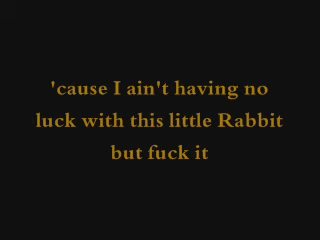 'cause I ain't having no
luck with this little Rabbit
but fuck it